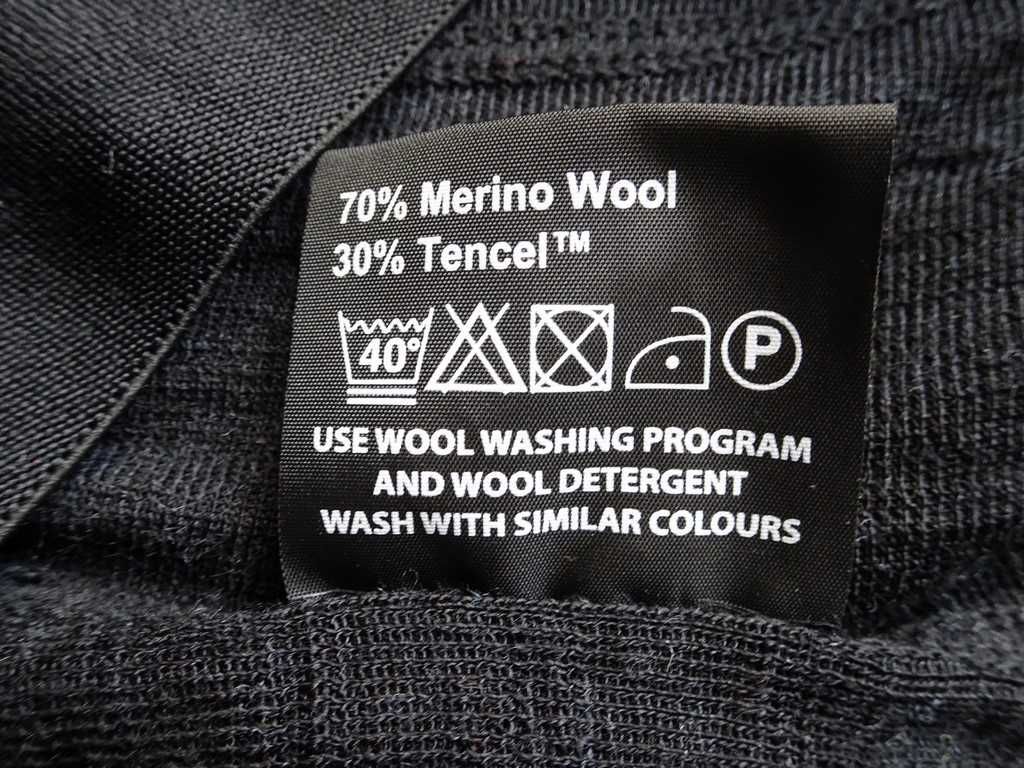 70% Merino Wool
30% Tencel™
40°
P
USE WOOL WASHING PROGRAM
AND WOOL DETERGENT
WASH WITH SIMILAR COLOURS